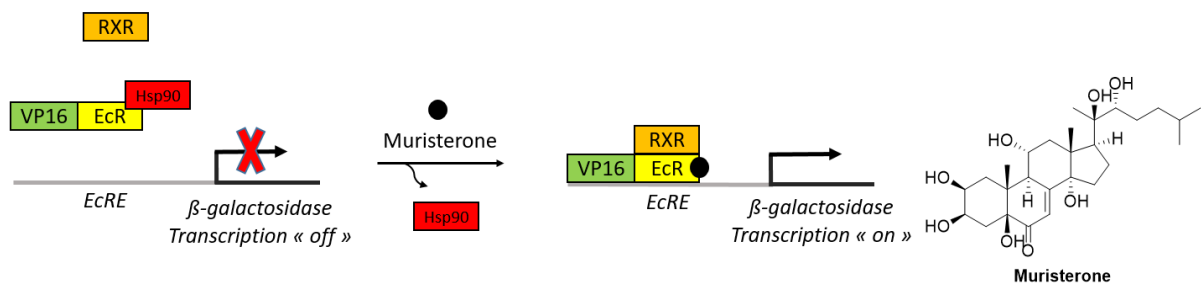 RXR
Hsp90
VP16 EcR
EcRE
ß-galactosidase
Transcription « off »
Muristerone
Hsp90
RXR
VP16 EcR
EcRE
ß-galactosidase
Transcription « on »
OH
OH
HO
H
HO
H
OH
HO
OH
O
Muristerone